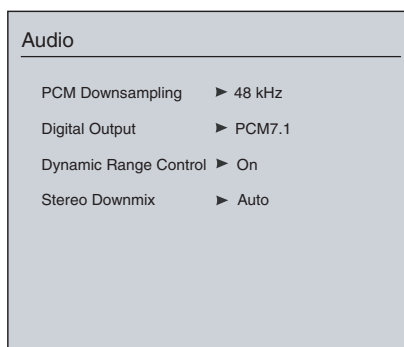 Audio
PCM Downsampling ► 48 kHz
Digital Output ► PCM7.1
Dynamic Range Control ► On
Stereo Downmix ► Auto